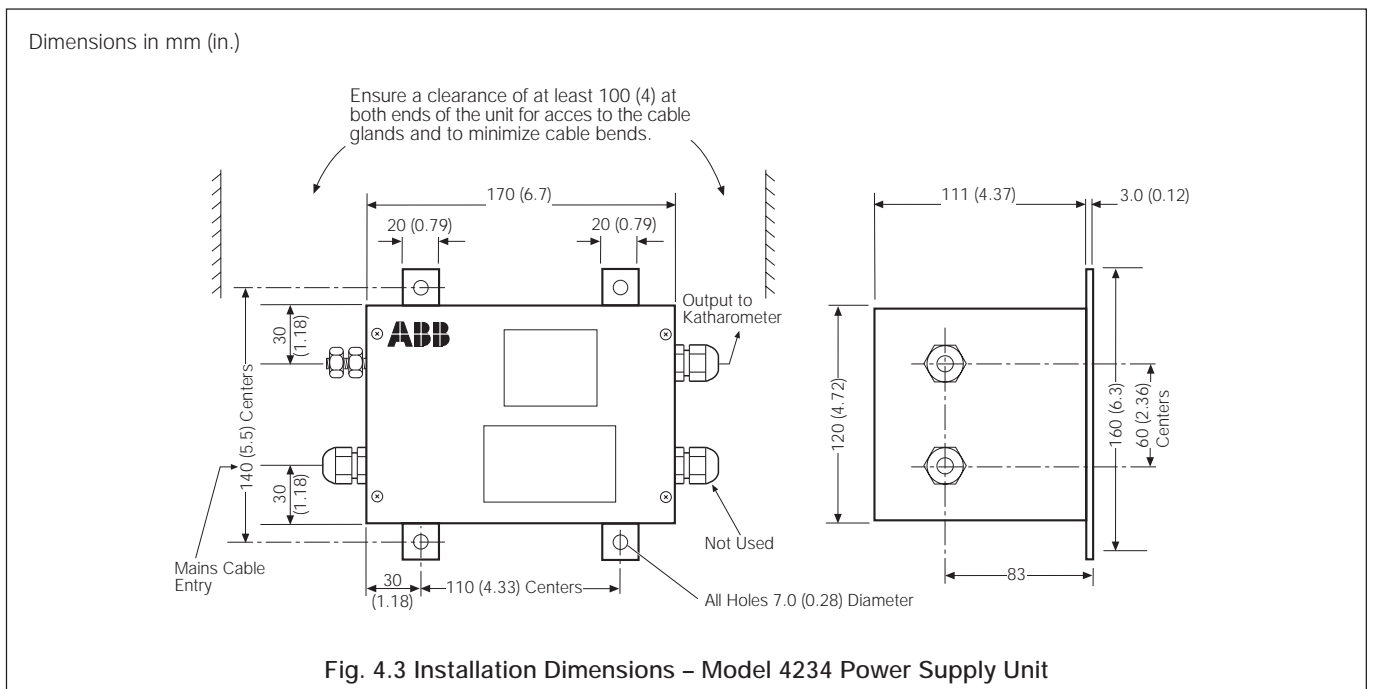 Dimensions in mm (in.)
Ensure a clearance of at least 100 (4) at
both ends of the unit for acces to the cable
glands and to minimize cable bends.
170 (6.7)
20 (0.79)
20 (0.79)
111 (4.37)
3.0 (0.12)
30
(1.18)
ABB
Output to
Katharometer
140 (5.5) Centers
30
(1.18)
120 (4.72)
160 (6.3)
60 (2.36)
Centers
Mains Cable
Entry
Not Used
30
(1.18)
110 (4.33) Centers
83
All Holes 7.0 (0.28) Diameter
Fig. 4.3 Installation Dimensions – Model 4234 Power Supply Unit